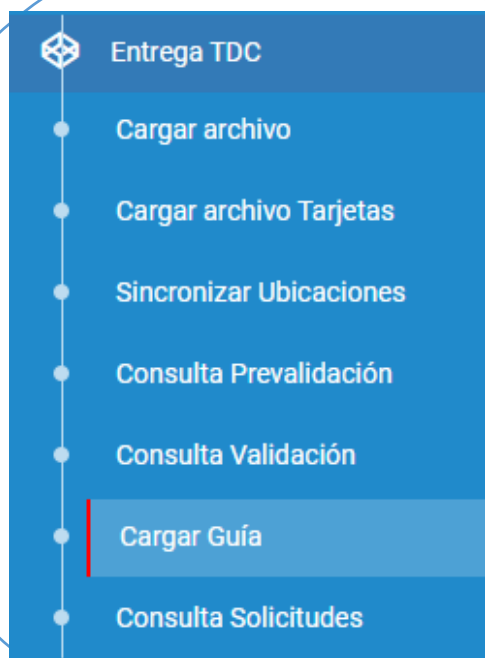 Entrega TDC
Cargar archivo
Cargar archivo Tarjetas
Sincronizar Ubicaciones
Consulta Prevalidación
Consulta Validación
Cargar Guía
Consulta Solicitudes